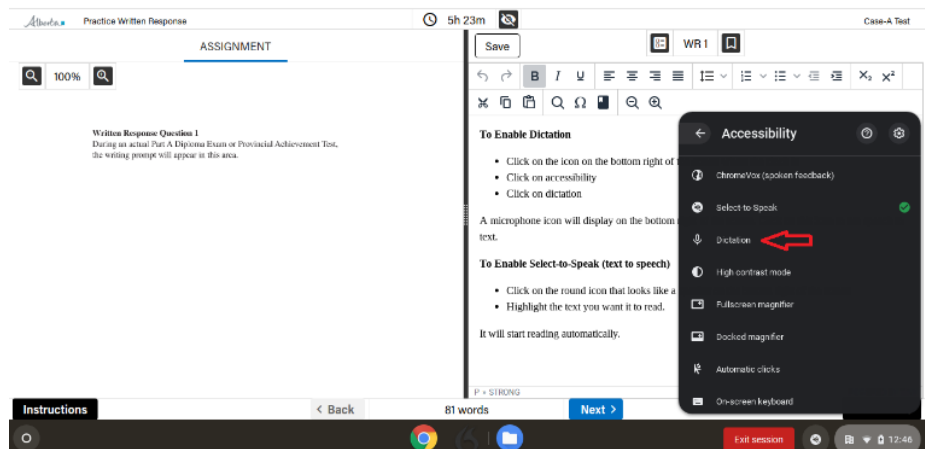 Alberta
Practice Written Response
5h 23m
Case-A Test
ASSIGNMENT
Save
WR 1
100%
B I U
X₂ X²
Written Response Question 1
During an actual Part A Diploma Exam or Provincial Achievement Test,
the writing prompt will appear in this area.
To Enable Dictation
• Click on the icon on the bottom right of
• Click on accessibility
• Click on dictation
A microphone icon will display on the bottom
text.
To Enable Select-to-Speak (text to speech)
• Click on the round icon that looks like a
• Highlight the text you want it to read.
It will start reading automatically.
P » STRONG
Accessibility
ChromeVox (spoken feedback)
Select-to-Speak
Dictation
High contrast mode
Fullscreen magnifier
Docked magnifier
Automatic clicks
On-screen keyboard
Instructions
< Back
81 words
Next >
Exit session
12:46